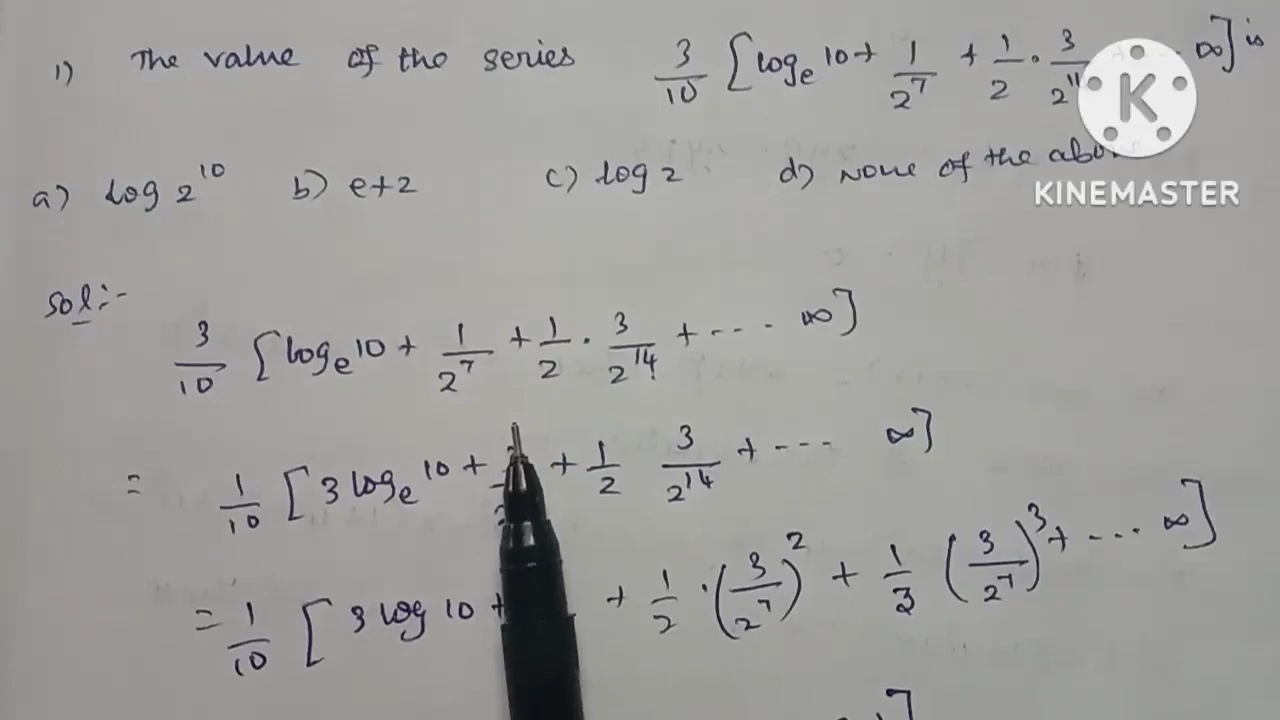 1) The value of the series 3/10 [log_e 10 + 1/2^7 + 1/2 · 3/2^11 ... ∞] is
K
a) log 2^10 b) e+2 c) log 2 d) None of the abov
KINEMASTER
Sol:-
3/10 [log_e 10 + 1/2^7 + 1/2 · 3/2^14 + ---- ∞]
= 1/10 [3 log_e 10 + + 1/2 3/2^14 + --- ∞]
= 1/10 [3 log 10 + + 1/2 · (3/2^7)^2 + 1/3 (3/2^7)^3 + --- ∞]